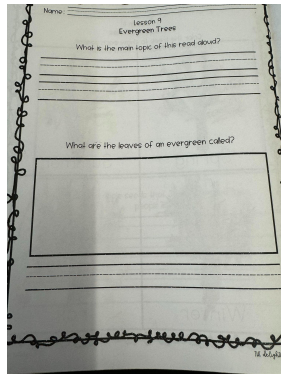 Name
Lesson 9
Evergreen Trees
What is the main topic of this read aloud?
What are the leaves of an evergreen called?